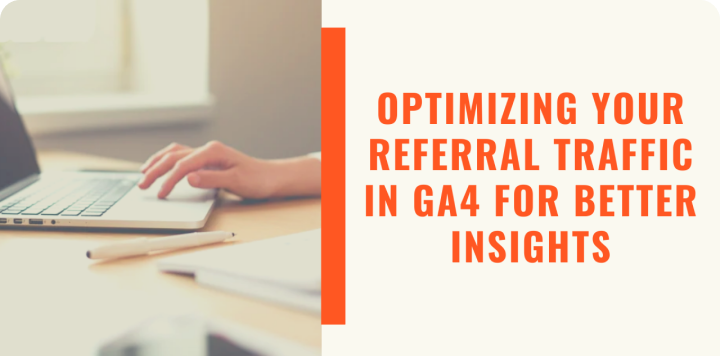 OPTIMIZING YOUR
REFERRAL TRAFFIC
IN GA4 FOR BETTER
INSIGHTS